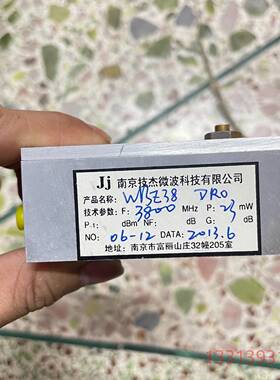 Jj 南京技杰微波科技有限公司
产品名称: WBZ38 DRO
技术参数: F: 3800 MHz P: 23 mW
P-1: dBm NF: dB G: dB
NO: 06-12 DATA: 2013.6
地址: 南京市富丽山庄32幢205室